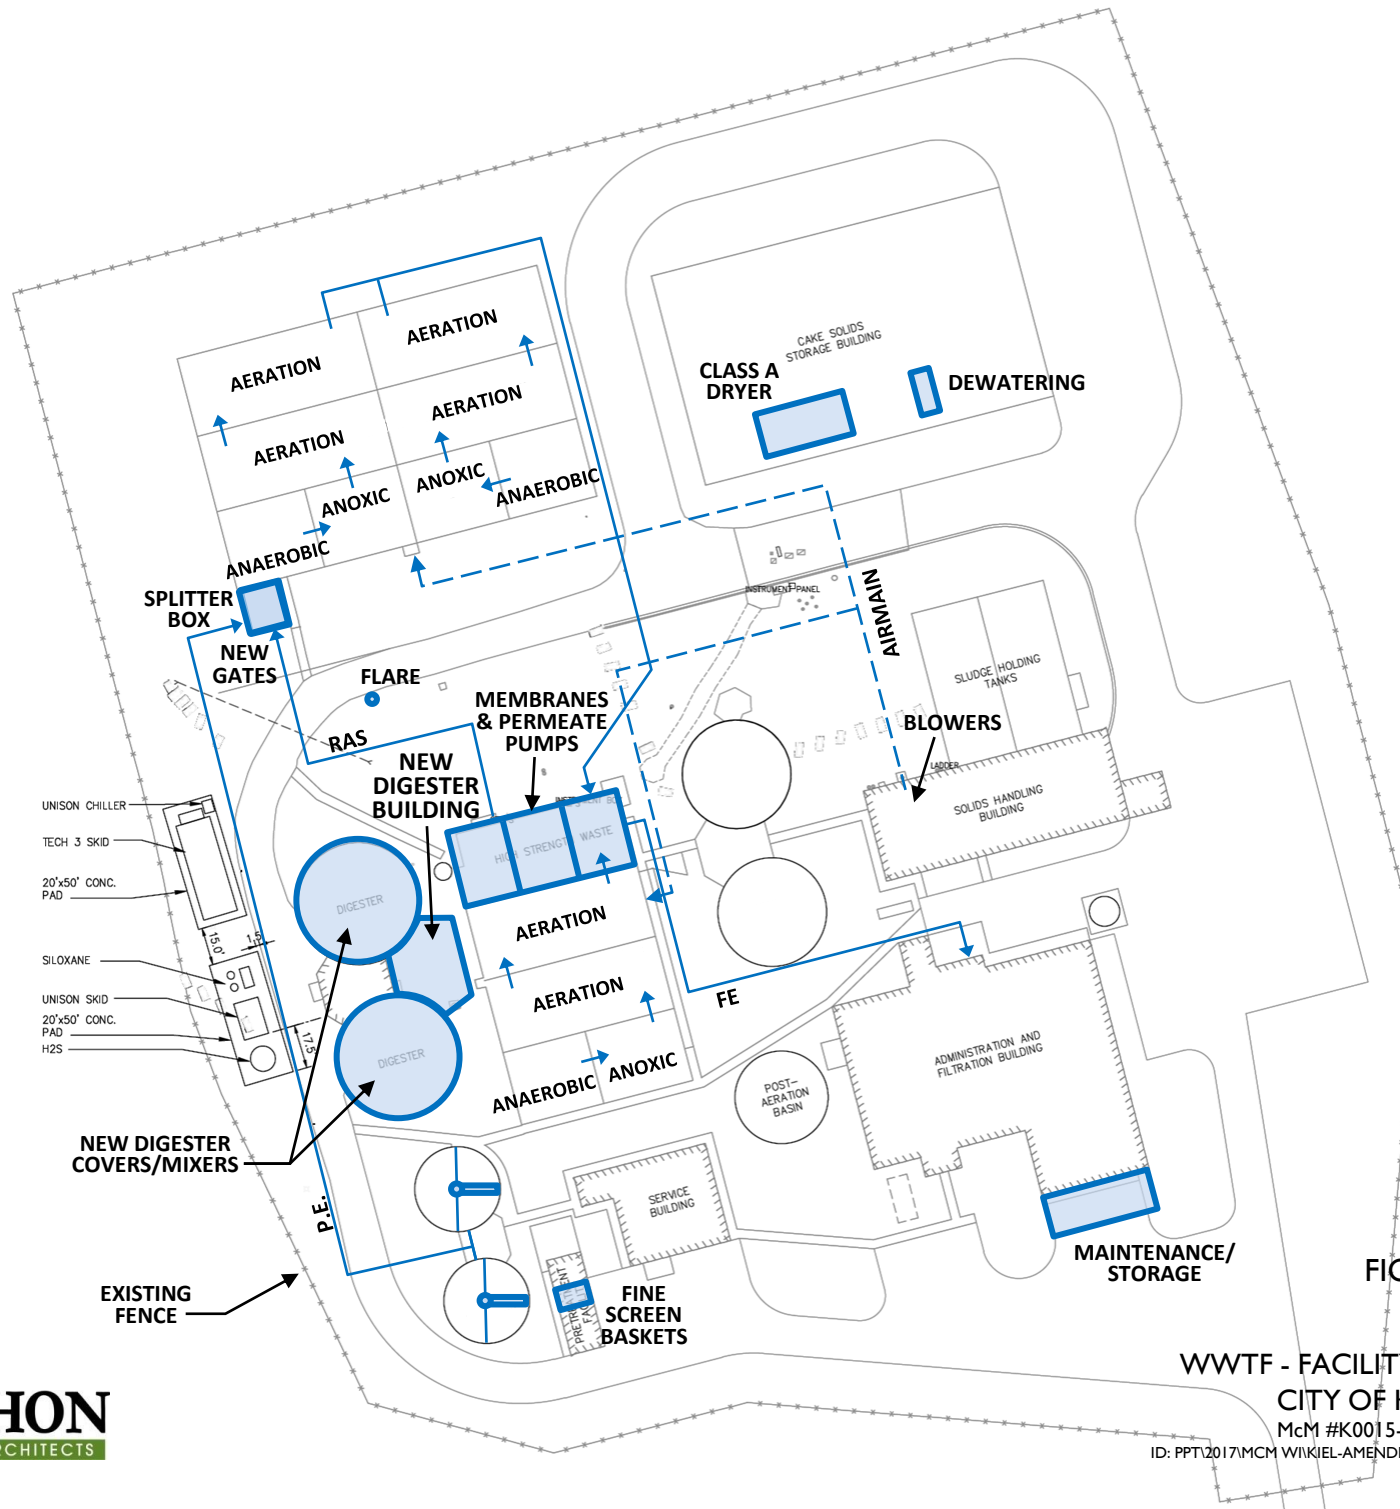 CAKE SOLIDS
STORAGE BUILDING
CLASS A
DRYER
DEWATERING
AERATION
AERATION
AERATION
AERATION
ANOXIC
ANOXIC
ANAEROBIC
ANAEROBIC
SPLITTER
BOX
NEW
GATES
FLARE
RAS
INSTRUMENT PANEL
AIRMAIN
SLUDGE HOLDING
TANKS
MEMBRANES
& PERMEATE
PUMPS
NEW
DIGESTER
BUILDING
BLOWERS
LADDER
SOLIDS HANDLING
BUILDING
HIGH STRENGTH WASTE
UNISON CHILLER
TECH 3 SKID
20'x50' CONC.
PAD
15.0'
1.5'
SILOXANE
UNISON SKID
20'x50' CONC.
PAD
H2S
17.5'
DIGESTER
DIGESTER
AERATION
AERATION
ANAEROBIC
ANOXIC
FE
ADMINISTRATION AND
FILTRATION BUILDING
POST-
AERATION
BASIN
NEW DIGESTER
COVERS/MIXERS
P.E.
SERVICE
BUILDING
EXISTING
FENCE
FINE
SCREEN
BASKETS
MAINTENANCE/
STORAGE
WWTF - FACILIT
CITY OF
McM #K0015-
ID: PPT\2017\MCM WI\KIEL-AMEND
HON
RCHITECTS